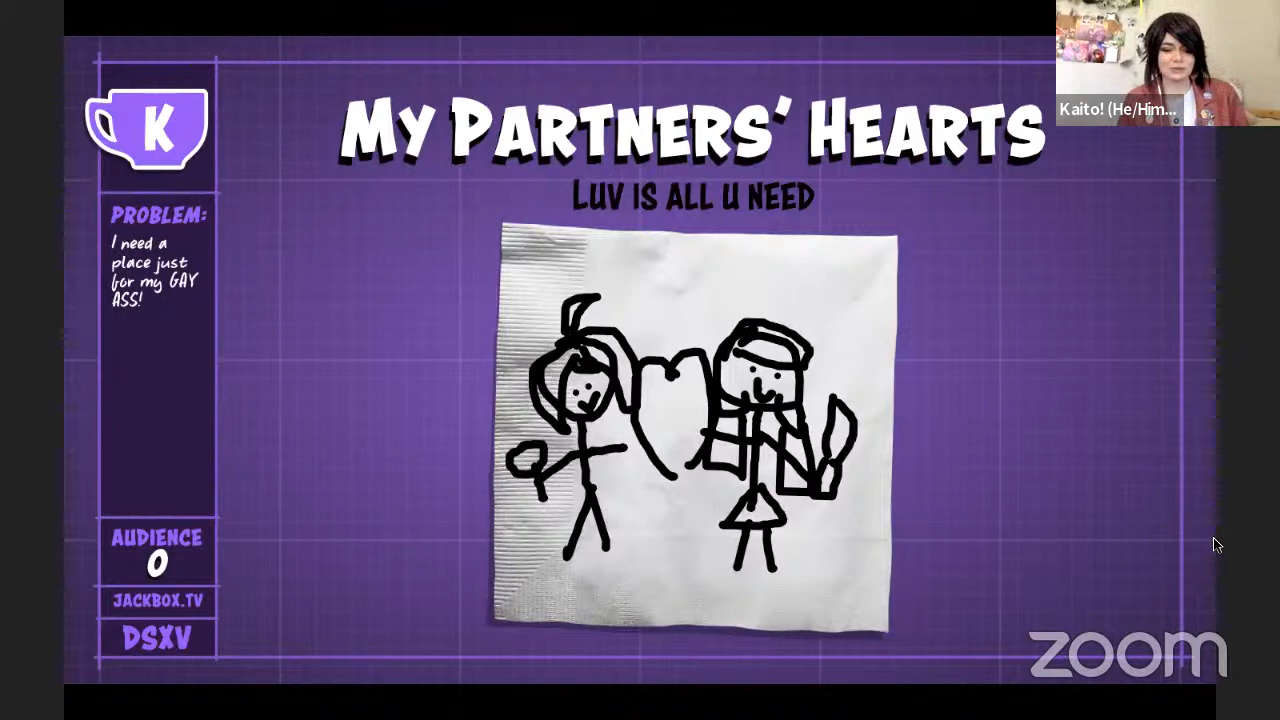 K
MY PARTNERS' HEARTS
LUV IS ALL U NEED
Kaito! (He/Him...
PROBLEM:
I need a
place just
for my GAY
ASS!
AUDIENCE
0
JACKBOX.TV
DSXV
zoom